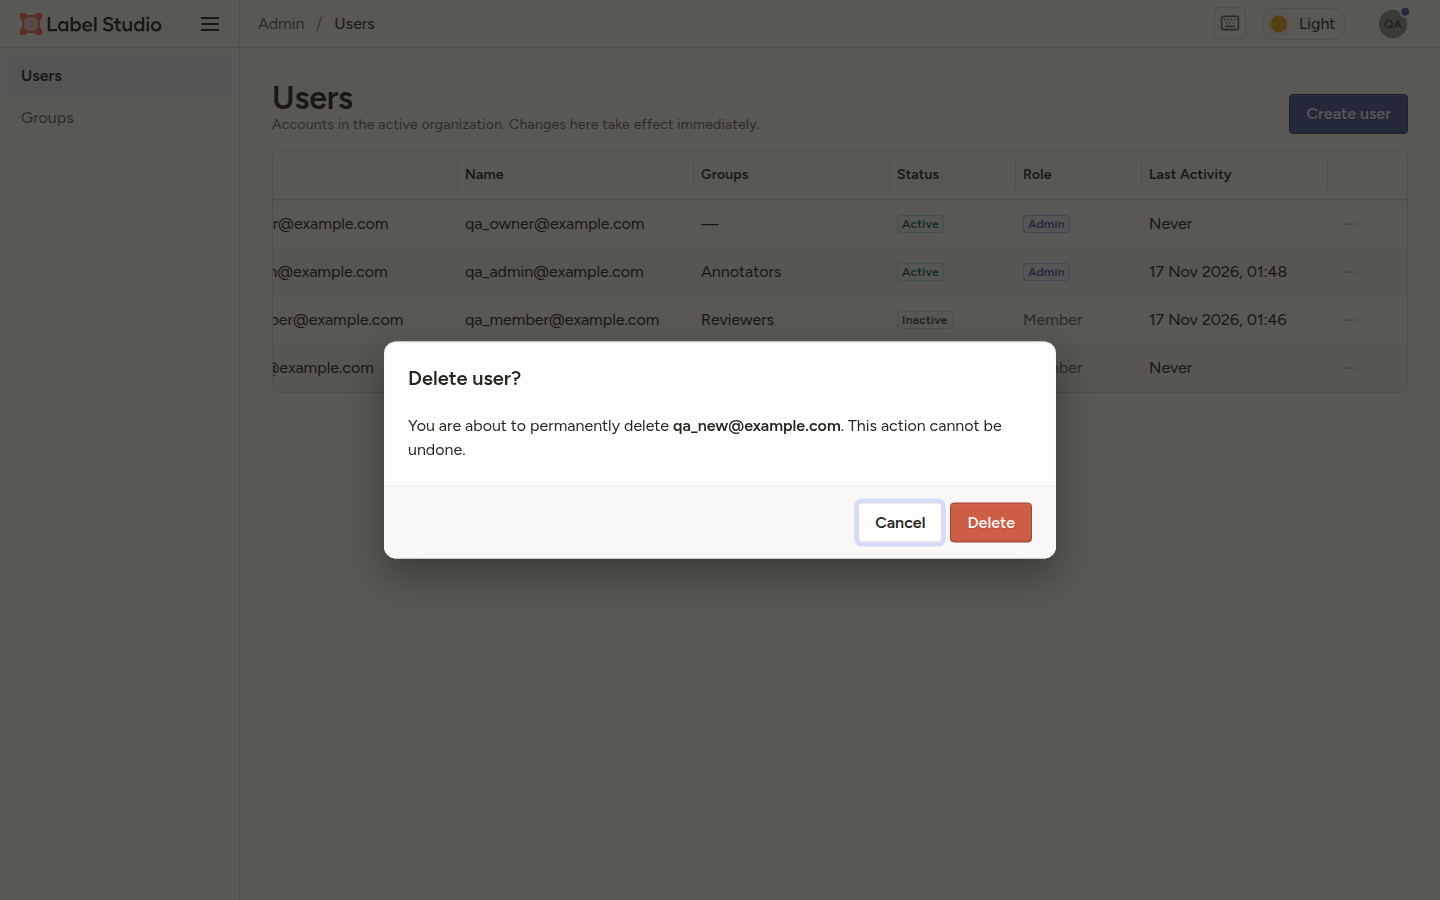 Label Studio
Admin / Users
Light
QA
Users
Groups
Users
Accounts in the active organization. Changes here take effect immediately.
Create user
Name Groups Status Role Last Activity
r@example.com qa_owner@example.com — Active Admin Never ···
@example.com qa_admin@example.com Annotators Active Admin 17 Nov 2026, 01:48 ···
ber@example.com qa_member@example.com Reviewers Inactive Member 17 Nov 2026, 01:46 ···
@example.com ber Never ···
Delete user?
You are about to permanently delete qa_new@example.com. This action cannot be
undone.
Cancel Delete